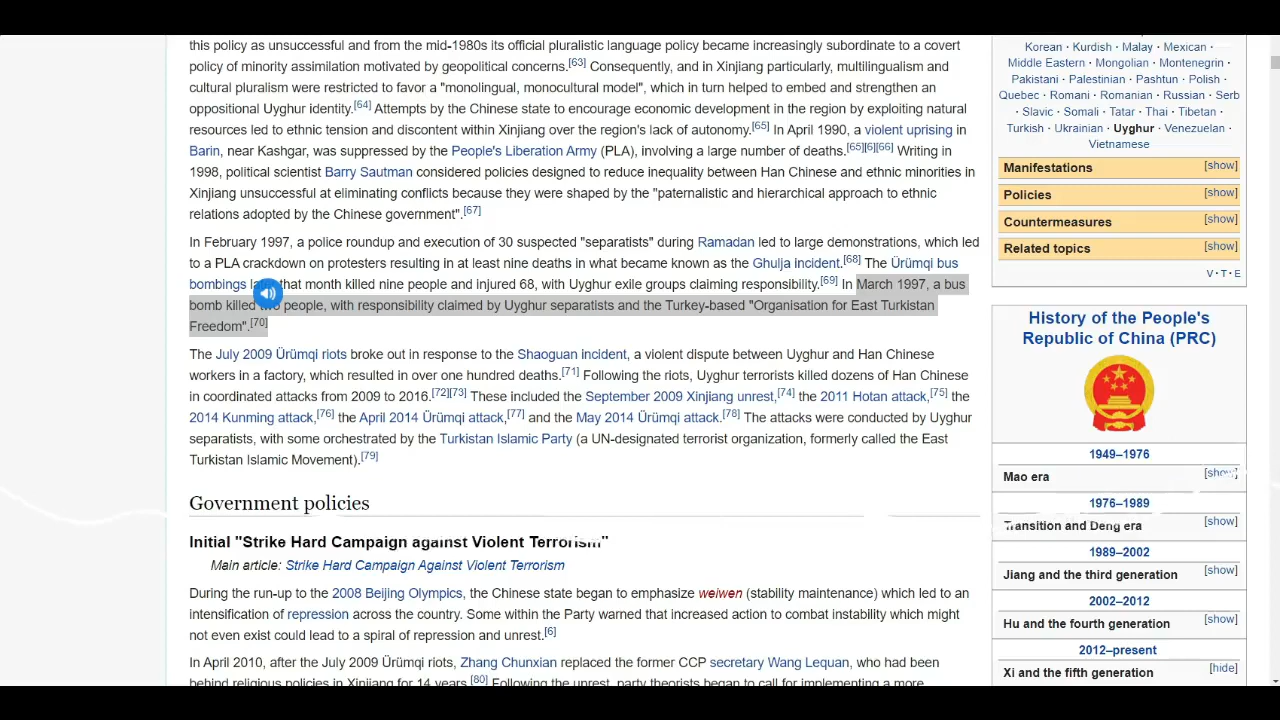 this policy as unsuccessful and from the mid-1980s its official pluralistic language policy became increasingly subordinate to a covert
policy of minority assimilation motivated by geopolitical concerns.[63] Consequently, and in Xinjiang particularly, multilingualism and
cultural pluralism were restricted to favor a "monolingual, monocultural model", which in turn helped to embed and strengthen an
oppositional Uyghur identity.[64] Attempts by the Chinese state to encourage economic development in the region by exploiting natural
resources led to ethnic tension and discontent within Xinjiang over the region's lack of autonomy.[65] In April 1990, a violent uprising in
Barin, near Kashgar, was suppressed by the People's Liberation Army (PLA), involving a large number of deaths.[65][6][66] Writing in
1998, political scientist Barry Sautman considered policies designed to reduce inequality between Han Chinese and ethnic minorities in
Xinjiang unsuccessful at eliminating conflicts because they were shaped by the "paternalistic and hierarchical approach to ethnic
relations adopted by the Chinese government".[67]
In February 1997, a police roundup and execution of 30 suspected "separatists" during Ramadan led to large demonstrations, which led
to a PLA crackdown on protesters resulting in at least nine deaths in what became known as the Ghulja incident.[68] The Ürümqi bus
bombings that month killed nine people and injured 68, with Uyghur exile groups claiming responsibility.[69] In March 1997, a bus
bomb killed people, with responsibility claimed by Uyghur separatists and the Turkey-based "Organisation for East Turkistan
Freedom".[70]
The July 2009 Ürümqi riots broke out in response to the Shaoguan incident, a violent dispute between Uyghur and Han Chinese
workers in a factory, which resulted in over one hundred deaths.[71] Following the riots, Uyghur terrorists killed dozens of Han Chinese
in coordinated attacks from 2009 to 2016.[72][73] These included the September 2009 Xinjiang unrest,[74] the 2011 Hotan attack,[75] the
2014 Kunming attack,[76] the April 2014 Ürümqi attack,[77] and the May 2014 Ürümqi attack.[78] The attacks were conducted by Uyghur
separatists, with some orchestrated by the Turkistan Islamic Party (a UN-designated terrorist organization, formerly called the East
Turkistan Islamic Movement).[79]
Government policies
Initial "Strike Hard Campaign against Violent Terrorism"
Main article: Strike Hard Campaign Against Violent Terrorism
During the run-up to the 2008 Beijing Olympics, the Chinese state began to emphasize weiwen (stability maintenance) which led to an
intensification of repression across the country. Some within the Party warned that increased action to combat instability which might
not even exist could lead to a spiral of repression and unrest.[6]
In April 2010, after the July 2009 Ürümqi riots, Zhang Chunxian replaced the former CCP secretary Wang Lequan, who had been
behind religious policies in Xinjiang for 14 years.[80] Following the unrest, party theorists began to call for implementing a more
Korean · Kurdish · Malay · Mexican ·
Middle Eastern · Mongolian · Montenegrin ·
Pakistani · Palestinian · Pashtun · Polish ·
Quebec · Romani · Romanian · Russian · Serb
· Slavic · Somali · Tatar · Thai · Tibetan ·
Turkish · Ukrainian · Uyghur · Venezuelan ·
Vietnamese
Manifestations [show]
Policies [show]
Countermeasures [show]
Related topics [show]
V · T · E
History of the People's
Republic of China (PRC)
1949–1976
Mao era [show]
1976–1989
Transition and Deng era [show]
1989–2002
Jiang and the third generation [show]
2002–2012
Hu and the fourth generation [show]
2012–present
Xi and the fifth generation [hide]